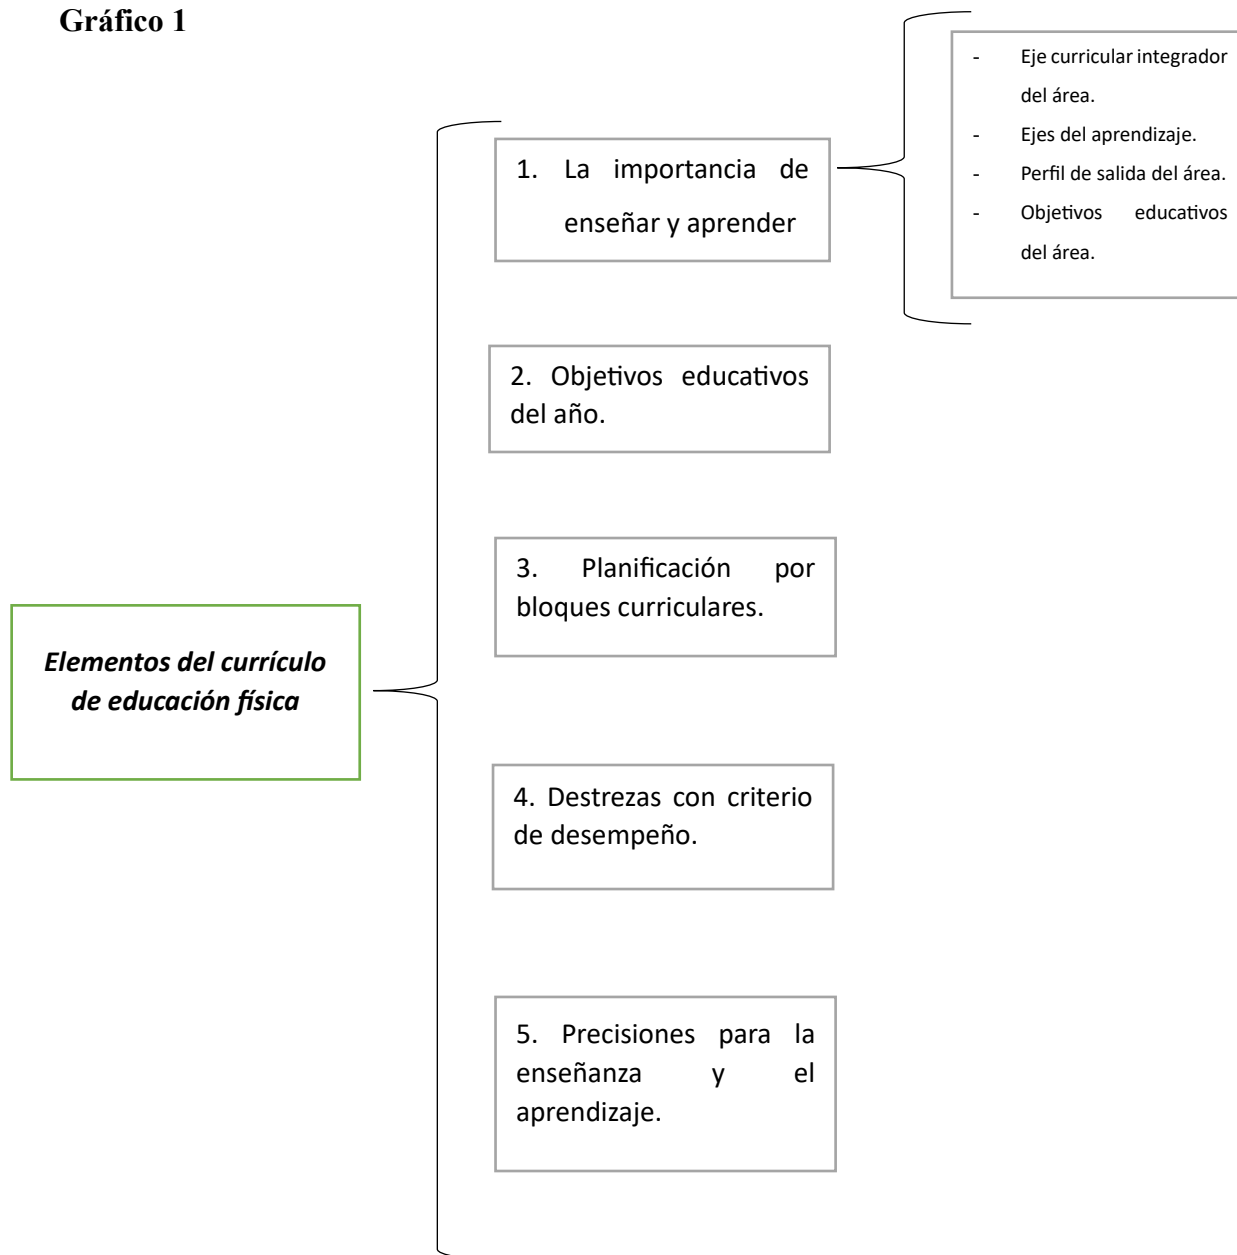 Gráfico 1
- Eje curricular integrador
del área.
- Ejes del aprendizaje.
- Perfil de salida del área.
- Objetivos educativos
del área.
1. La importancia de
enseñar y aprender
2. Objetivos educativos
del año.
3. Planificación por
bloques curriculares.
Elementos del currículo
de educación física
4. Destrezas con criterio
de desempeño.
5. Precisiones para la
enseñanza y el
aprendizaje.